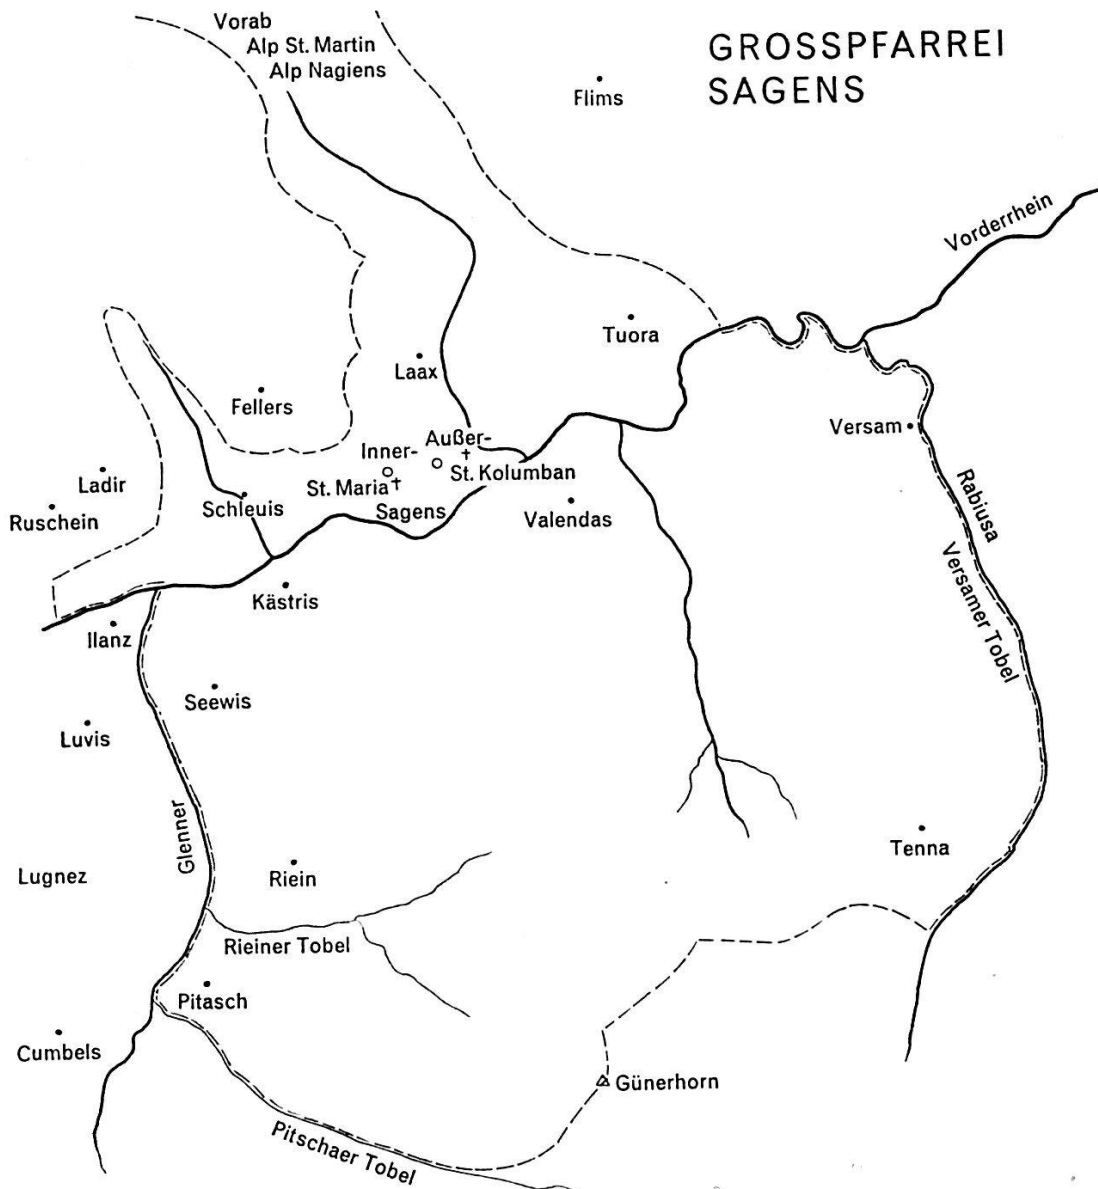 Vorab
Alp St. Martin
Alp Nagiens
GROSSPFARREI
SAGENS
Flims
Vorderrhein
Tuora
Laax
Fellers
Versam
Außer-
Inner-
St. Kolumban
St. Maria
Sagens
Ladir
Ruschein
Schleuis
Valendas
Rabiusa
Versamer Tobel
Kästris
Ilanz
Seewis
Luvis
Glenner
Tenna
Lugnez
Riein
Rieiner Tobel
Pitasch
Cumbels
Günerhorn
Pitschaer Tobel